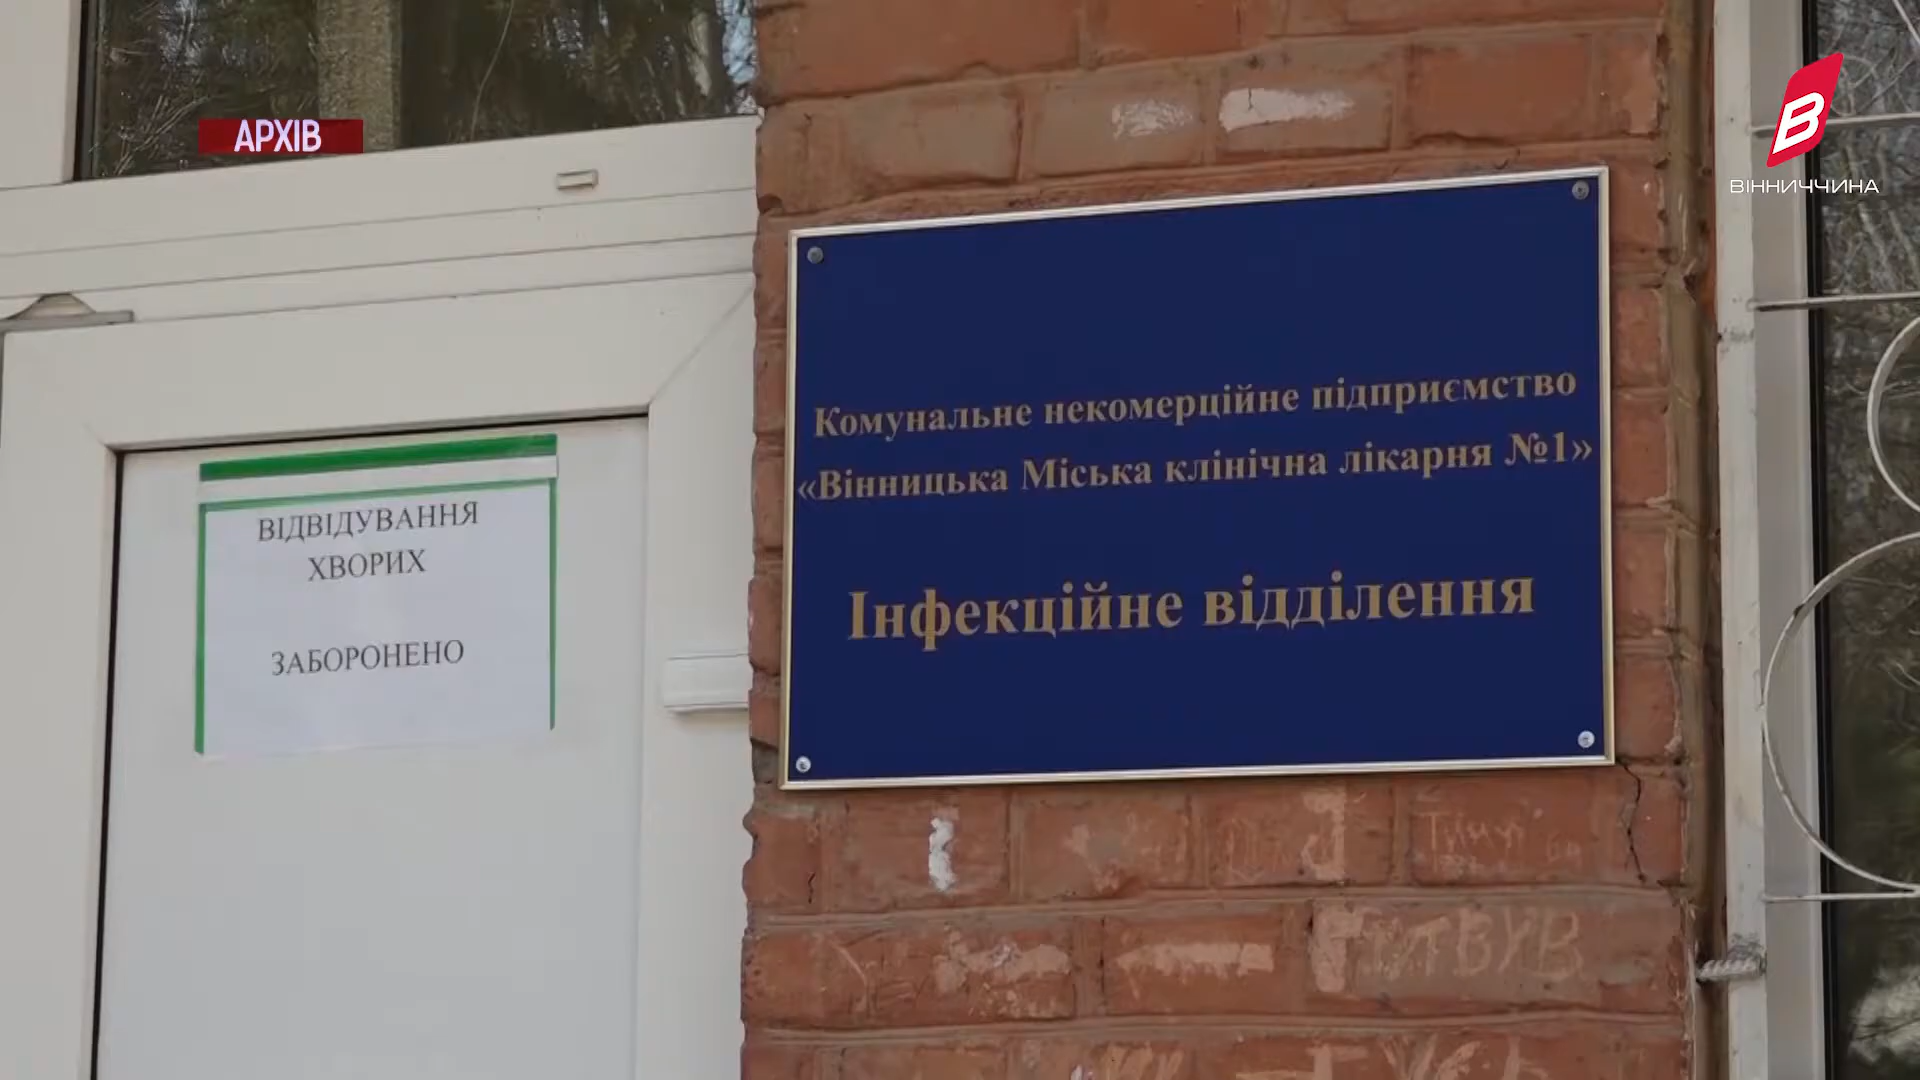 АРХІВ
В
ВІННИЧЧИНА
Комунальне некомерційне підприємство
«Вінницька Міська клінічна лікарня №1»
Інфекційне відділення
ВІДВІДУВАННЯ
ХВОРИХ
ЗАБОРОНЕНО